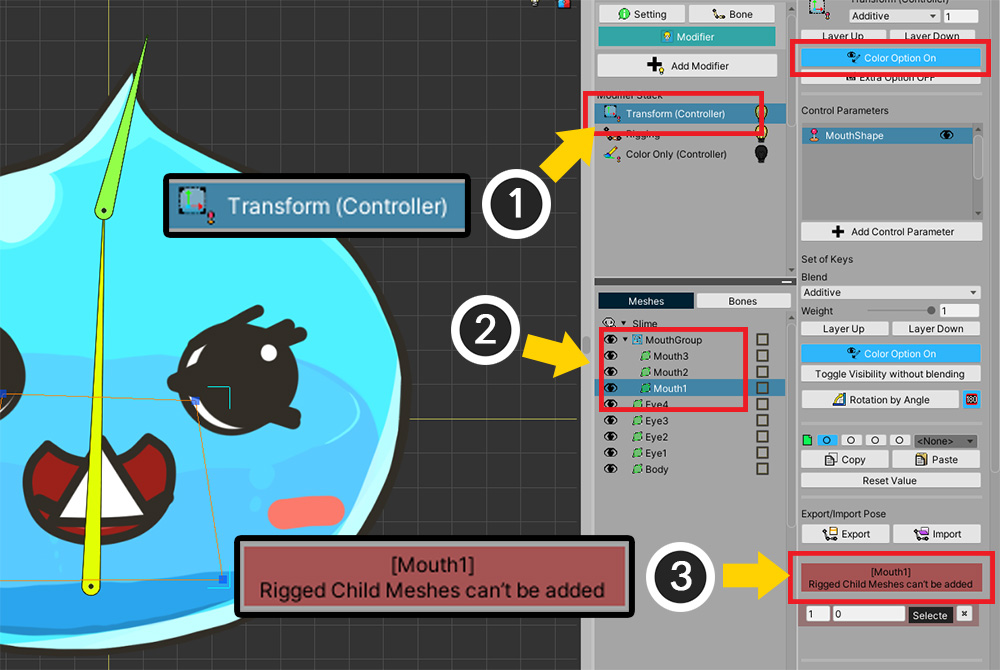 Setting
Bone
Modifier
Add Modifier
Modifier Stack
Transform (Controller)
Rigging
Color Only (Controller)
1
Transform (Controller)
2
Meshes
Bones
Slime
MouthGroup
Mouth3
Mouth2
Mouth1
Eye4
Eye3
Eye2
Eye1
Body
[Mouth1]
Rigged Child Meshes can't be added
3
Transform (Controller)
Additive
1
Layer Up
Layer Down
Color Option On
Extra Option OFF
Control Parameters
MouthShape
Add Control Parameter
Set of Keys
Blend
Additive
Weight
1
Layer Up
Layer Down
Color Option On
Toggle Visibility without blending
Rotation by Angle
180
<None>
Copy
Paste
Reset Value
Export/Import Pose
Export
Import
[Mouth1]
Rigged Child Meshes can't be added
1
0
Selecte